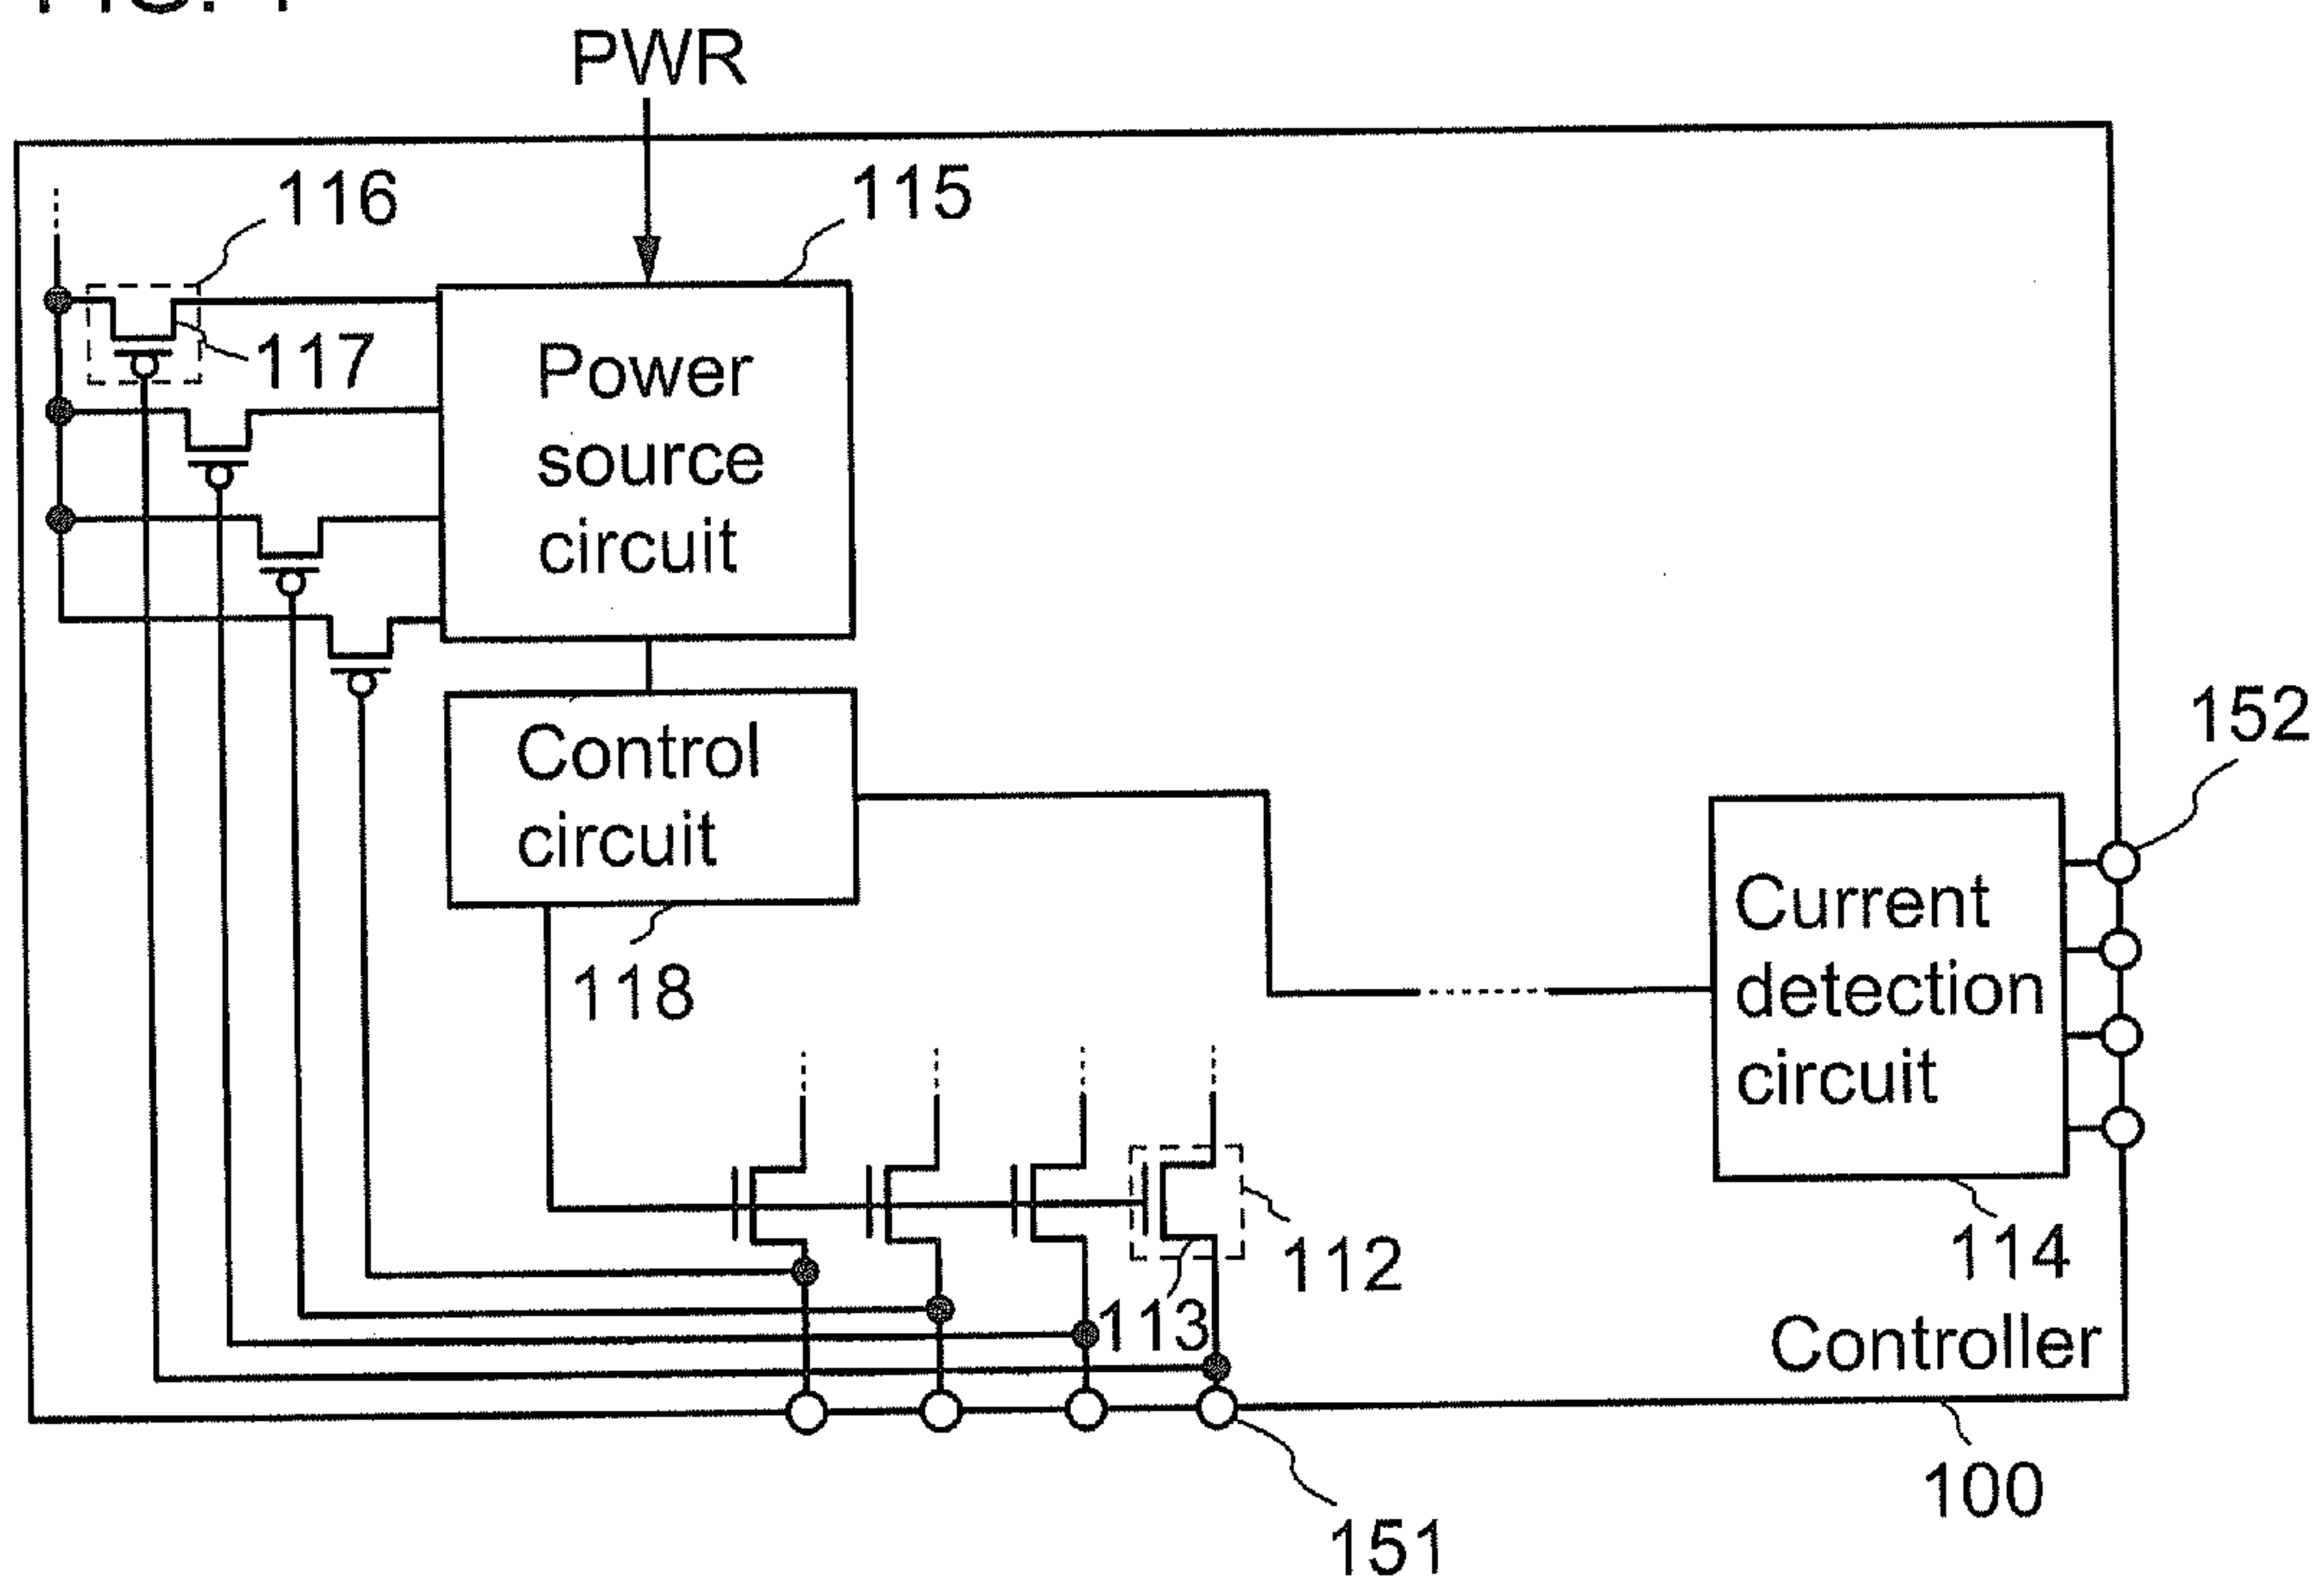 PWR
116
115
117
Power
source
circuit
152
Control
circuit
Current
detection
circuit
118
112
114
113
Controller
100
151